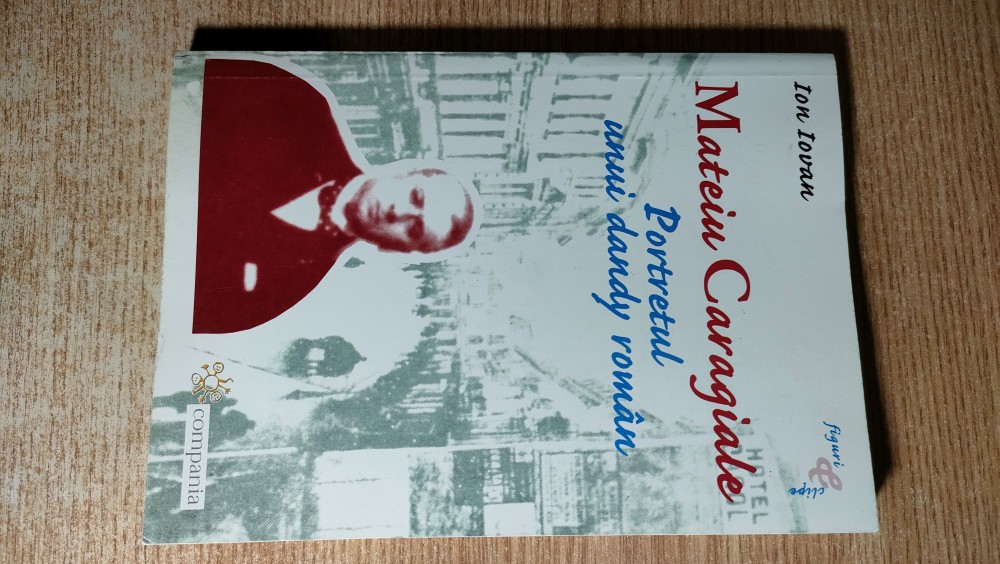 Ion Iovan
figuri
&
clipe
Mateiu Caragiale
Portretul
unui dandy român
HOTEL
compania